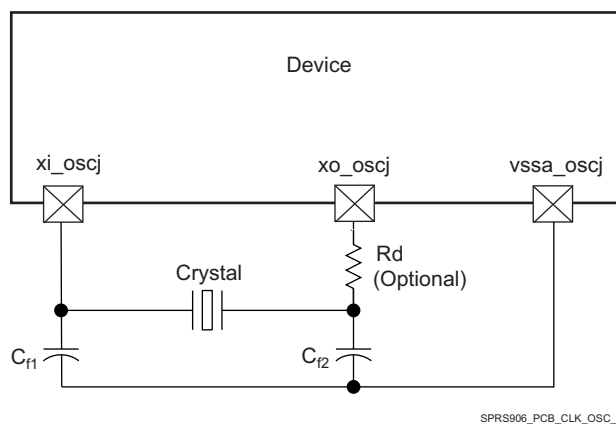 Device
xi_oscj
xo_oscj
vssa_oscj
Rd
(Optional)
Crystal
Cf1
Cf2
SPRS906_PCB_CLK_OSC_